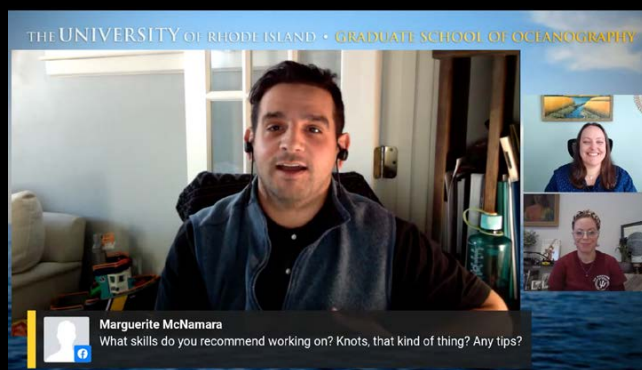 THE UNIVERSITY OF RHODE ISLAND • GRADUATE SCHOOL OF OCEANOGRAPHY
Marguerite McNamara
What skills do you recommend working on? Knots, that kind of thing? Any tips?